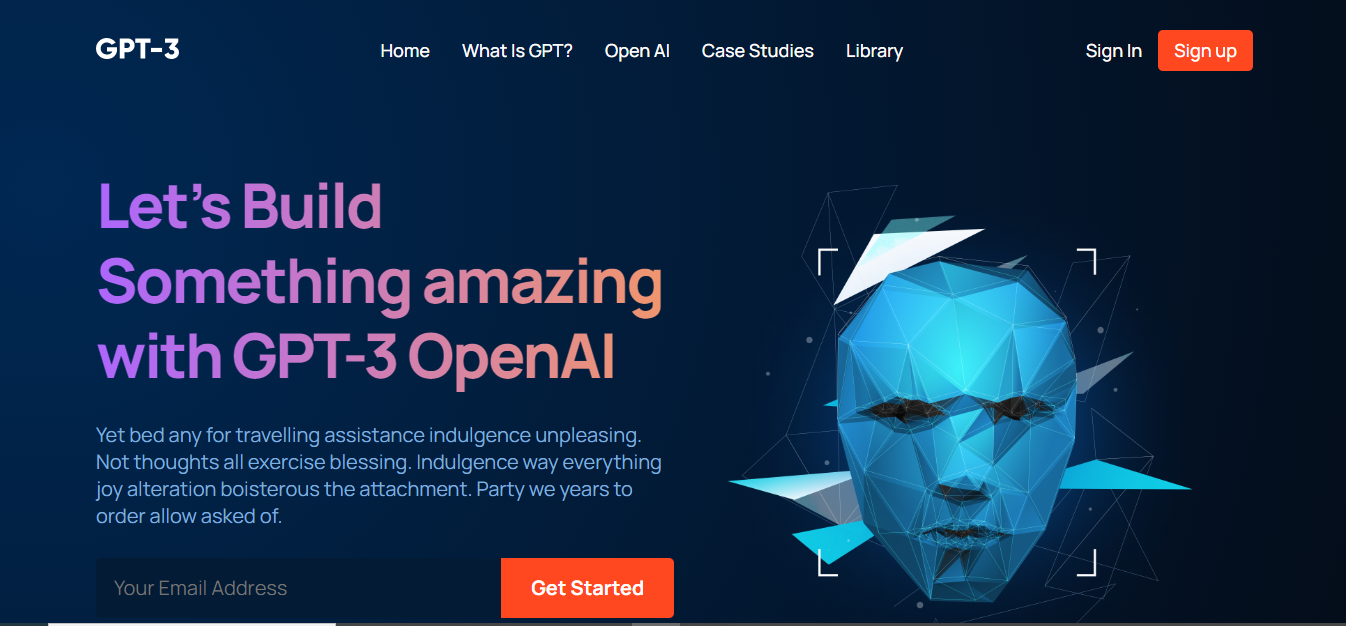 GPT-3
Home
What Is GPT?
Open AI
Case Studies
Library
Sign In
Sign up
Let’s Build
Something amazing
with GPT-3 OpenAI
Yet bed any for travelling assistance indulgence unpleasing.
Not thoughts all exercise blessing. Indulgence way everything
joy alteration boisterous the attachment. Party we years to
order allow asked of.
Your Email Address
Get Started